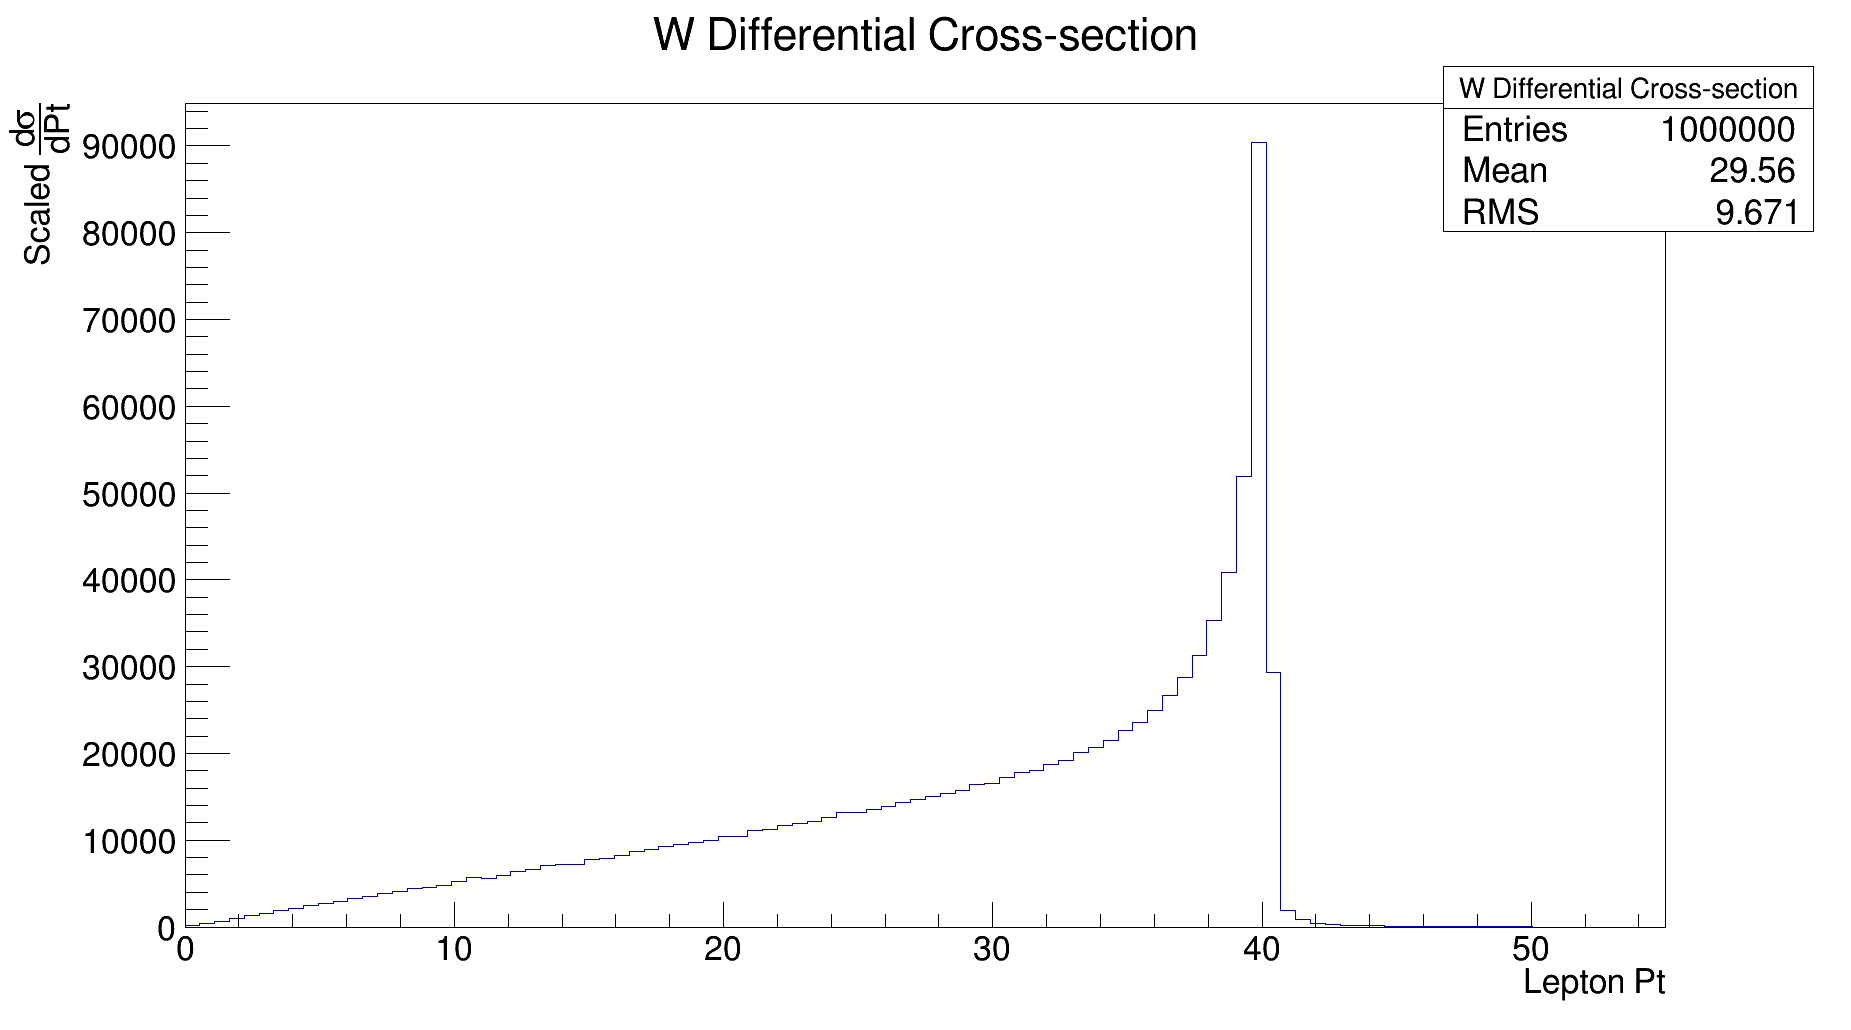 W Differential Cross-section
W Differential Cross-section
Entries 1000000
Mean 29.56
RMS 9.671
Scaled dσ/dPt
90000
80000
70000
60000
50000
40000
30000
20000
10000
0
0 10 20 30 40 50
Lepton Pt